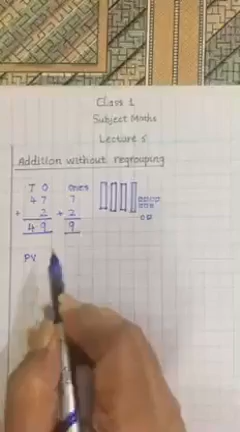 Class 1
Subject Maths
Lecture 5
Addition without regrouping
T O ones
4 7 7
+ 2 + 2
4 9 9
PV